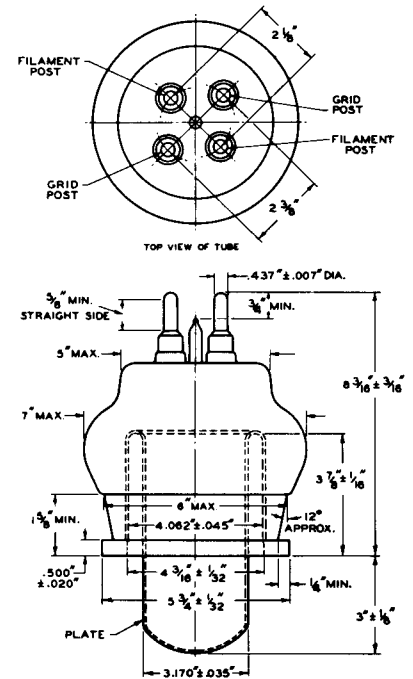 2 1/8"
FILAMENT
POST
GRID
POST
FILAMENT
POST
GRID
POST
2 3/8"
TOP VIEW OF TUBE
.437"±.007" DIA.
5/8" MIN.
STRAIGHT SIDE
3/4" MIN.
5" MAX.
8 3/16"± 3/16"
7" MAX.
3 7/8"± 1/16"
6" MAX.
1 5/8" MIN.
4.062"±.045"
12°
APPROX.
.500"
±.020"
4 3/16"± 1/32"
1/4" MIN.
5 3/4"± 1/32"
3"± 1/8"
PLATE
3.170"±.035"